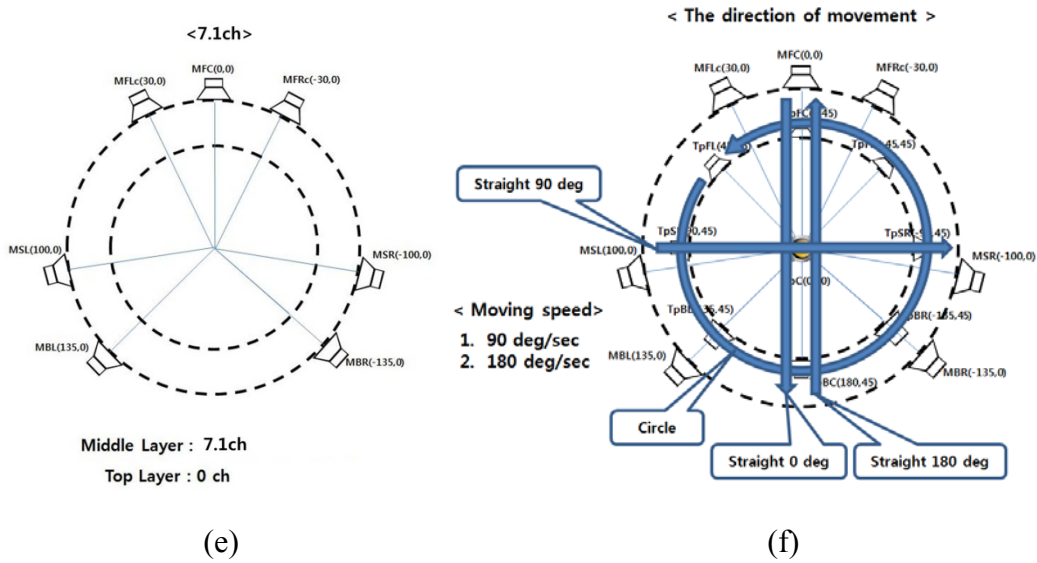 <7.1ch>
MFC(0,0)
MFLc(30,0)
MFRc(-30,0)
MSL(100,0)
MSR(-100,0)
MBL(135,0)
MBR(-135,0)
Middle Layer : 7.1ch
Top Layer : 0 ch
(e)
< The direction of movement >
MFC(0,0)
MFLc(30,0)
MFRc(-30,0)
Straight 90 deg
MSL(100,0)
MSR(-100,0)
< Moving speed>
1. 90 deg/sec
2. 180 deg/sec
MBL(135,0)
MBR(-135,0)
BC(180,45)
Circle
Straight 0 deg
Straight 180 deg
(f)